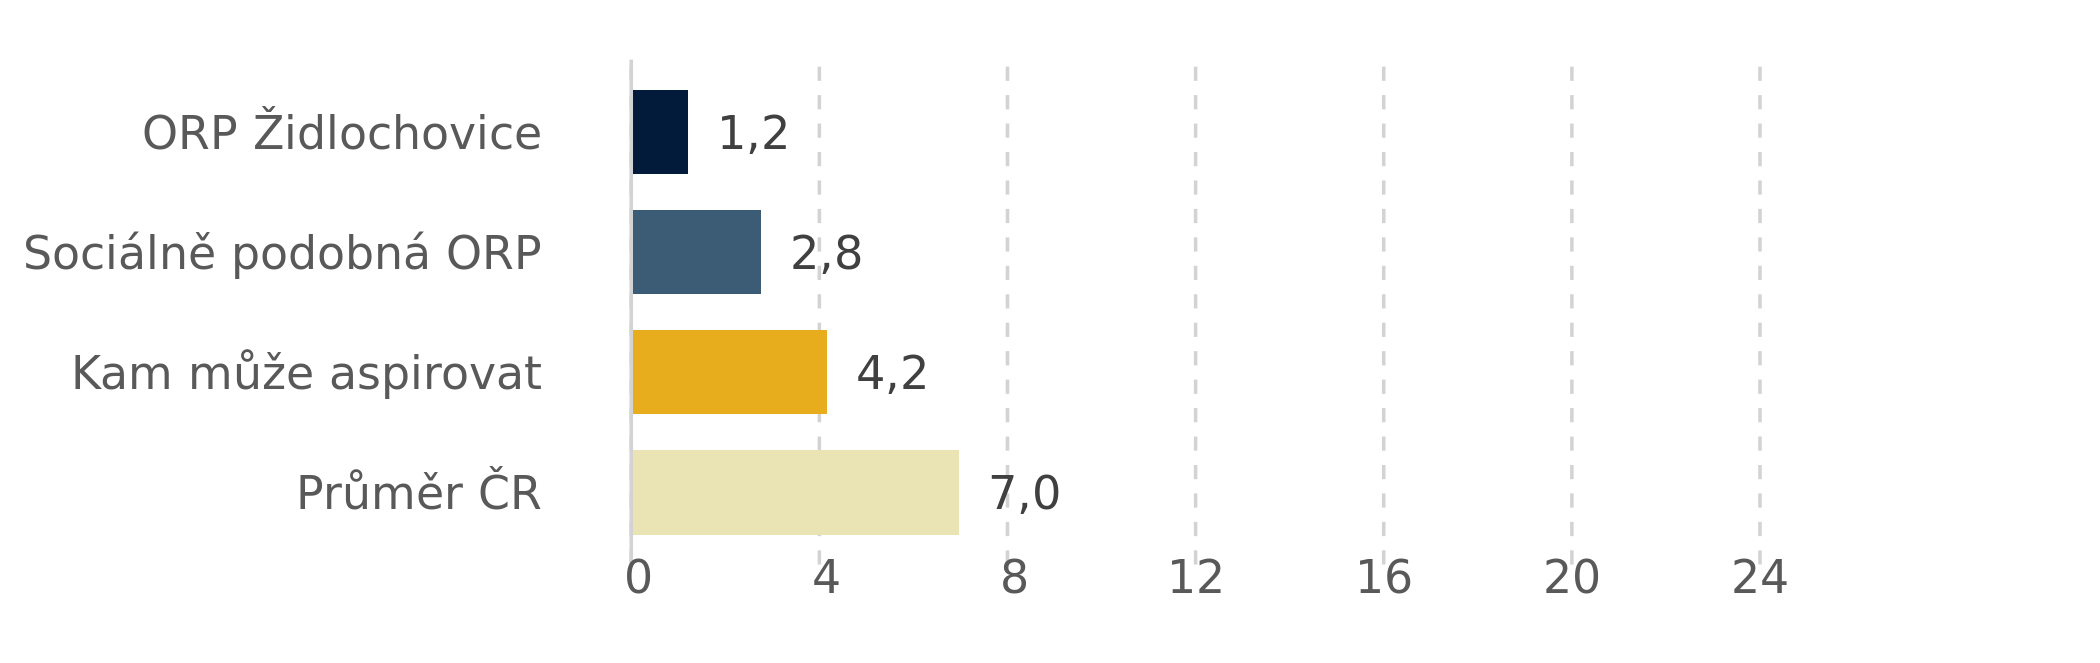 ORP Židlochovice 1,2
Sociálně podobná ORP 2,8
Kam může aspirovat 4,2
Průměr ČR 7,0
0 4 8 12 16 20 24